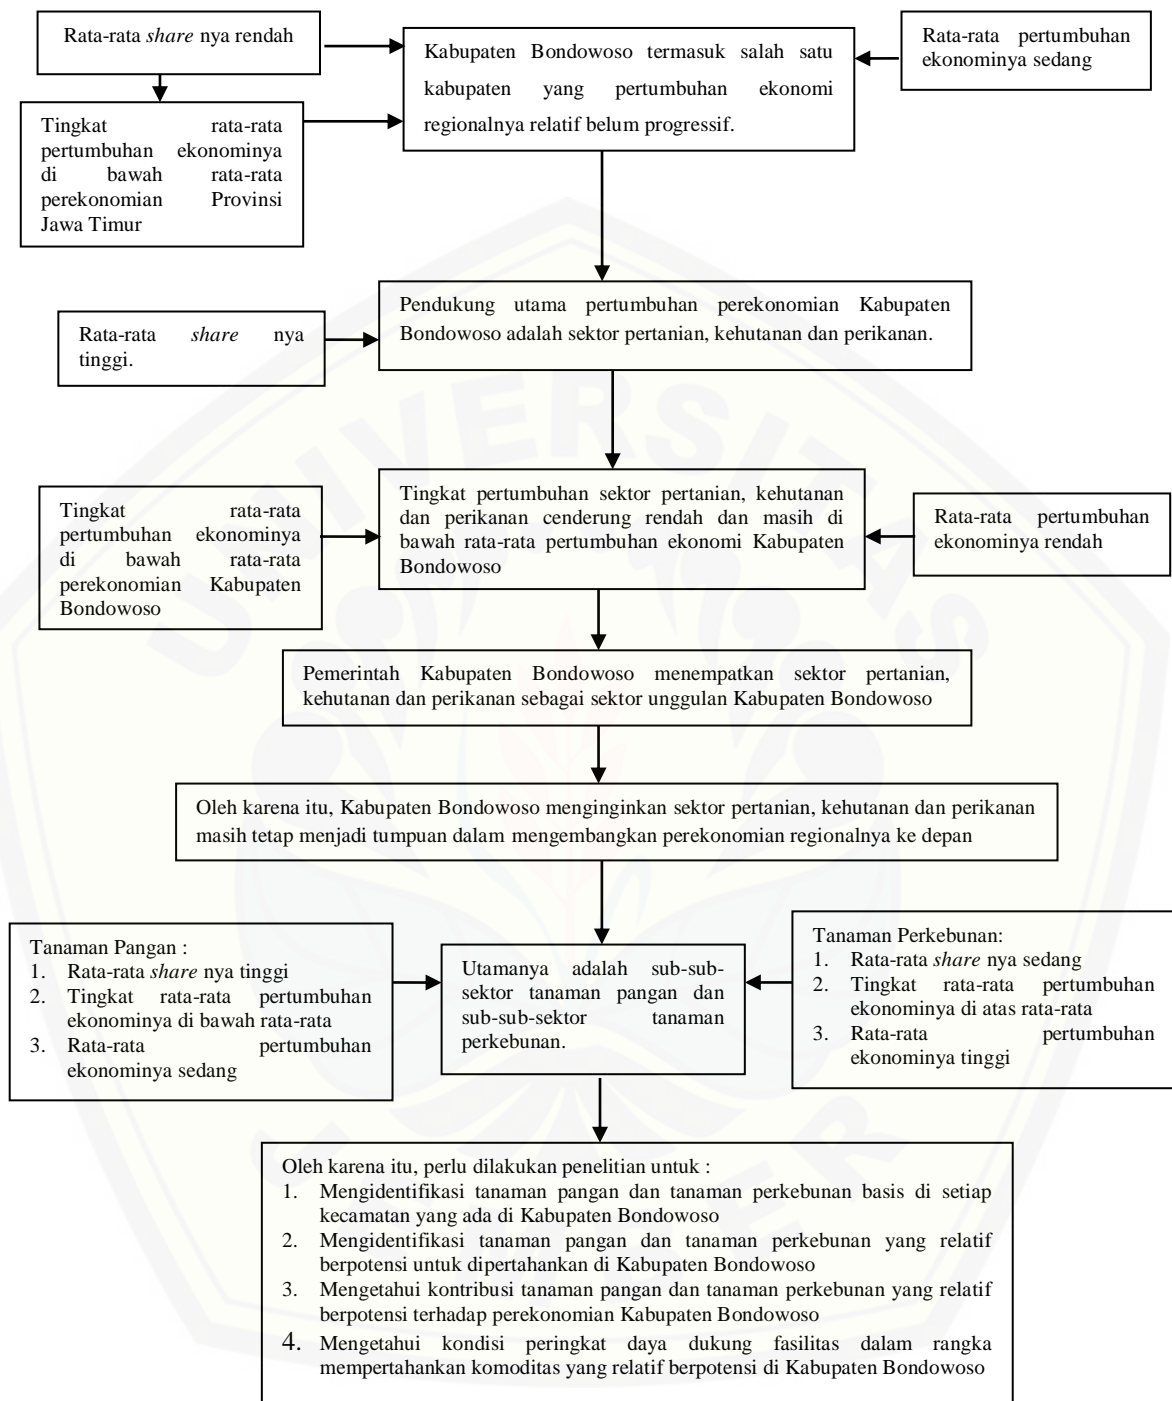 Rata-rata share nya rendah
Kabupaten Bondowoso termasuk salah satu
kabupaten yang pertumbuhan ekonomi
regionalnya relatif belum progressif.
Rata-rata pertumbuhan
ekonominya sedang
Tingkat rata-rata
pertumbuhan ekonominya
di bawah rata-rata
perekonomian Provinsi
Jawa Timur
Pendukung utama pertumbuhan perekonomian Kabupaten
Bondowoso adalah sektor pertanian, kehutanan dan perikanan.
Rata-rata share nya
tinggi.
Tingkat rata-rata
pertumbuhan ekonominya
di bawah rata-rata
perekonomian Kabupaten
Bondowoso
Tingkat pertumbuhan sektor pertanian, kehutanan
dan perikanan cenderung rendah dan masih di
bawah rata-rata pertumbuhan ekonomi Kabupaten
Bondowoso
Rata-rata pertumbuhan
ekonominya rendah
Pemerintah Kabupaten Bondowoso menempatkan sektor pertanian,
kehutanan dan perikanan sebagai sektor unggulan Kabupaten Bondowoso
Oleh karena itu, Kabupaten Bondowoso menginginkan sektor pertanian, kehutanan dan perikanan
masih tetap menjadi tumpuan dalam mengembangkan perekonomian regionalnya ke depan
Tanaman Pangan :
1. Rata-rata share nya tinggi
2. Tingkat rata-rata pertumbuhan
ekonominya di bawah rata-rata
3. Rata-rata pertumbuhan
ekonominya sedang
Utamanya adalah sub-sub-
sektor tanaman pangan dan
sub-sub-sektor tanaman
perkebunan.
Tanaman Perkebunan:
1. Rata-rata share nya sedang
2. Tingkat rata-rata pertumbuhan
ekonominya di atas rata-rata
3. Rata-rata pertumbuhan
ekonominya tinggi
Oleh karena itu, perlu dilakukan penelitian untuk :
1. Mengidentifikasi tanaman pangan dan tanaman perkebunan basis di setiap
kecamatan yang ada di Kabupaten Bondowoso
2. Mengidentifikasi tanaman pangan dan tanaman perkebunan yang relatif
berpotensi untuk dipertahankan di Kabupaten Bondowoso
3. Mengetahui kontribusi tanaman pangan dan tanaman perkebunan yang relatif
berpotensi terhadap perekonomian Kabupaten Bondowoso
4. Mengetahui kondisi peringkat daya dukung fasilitas dalam rangka
mempertahankan komoditas yang relatif berpotensi di Kabupaten Bondowoso
UNIVERSITAS
JEMBER